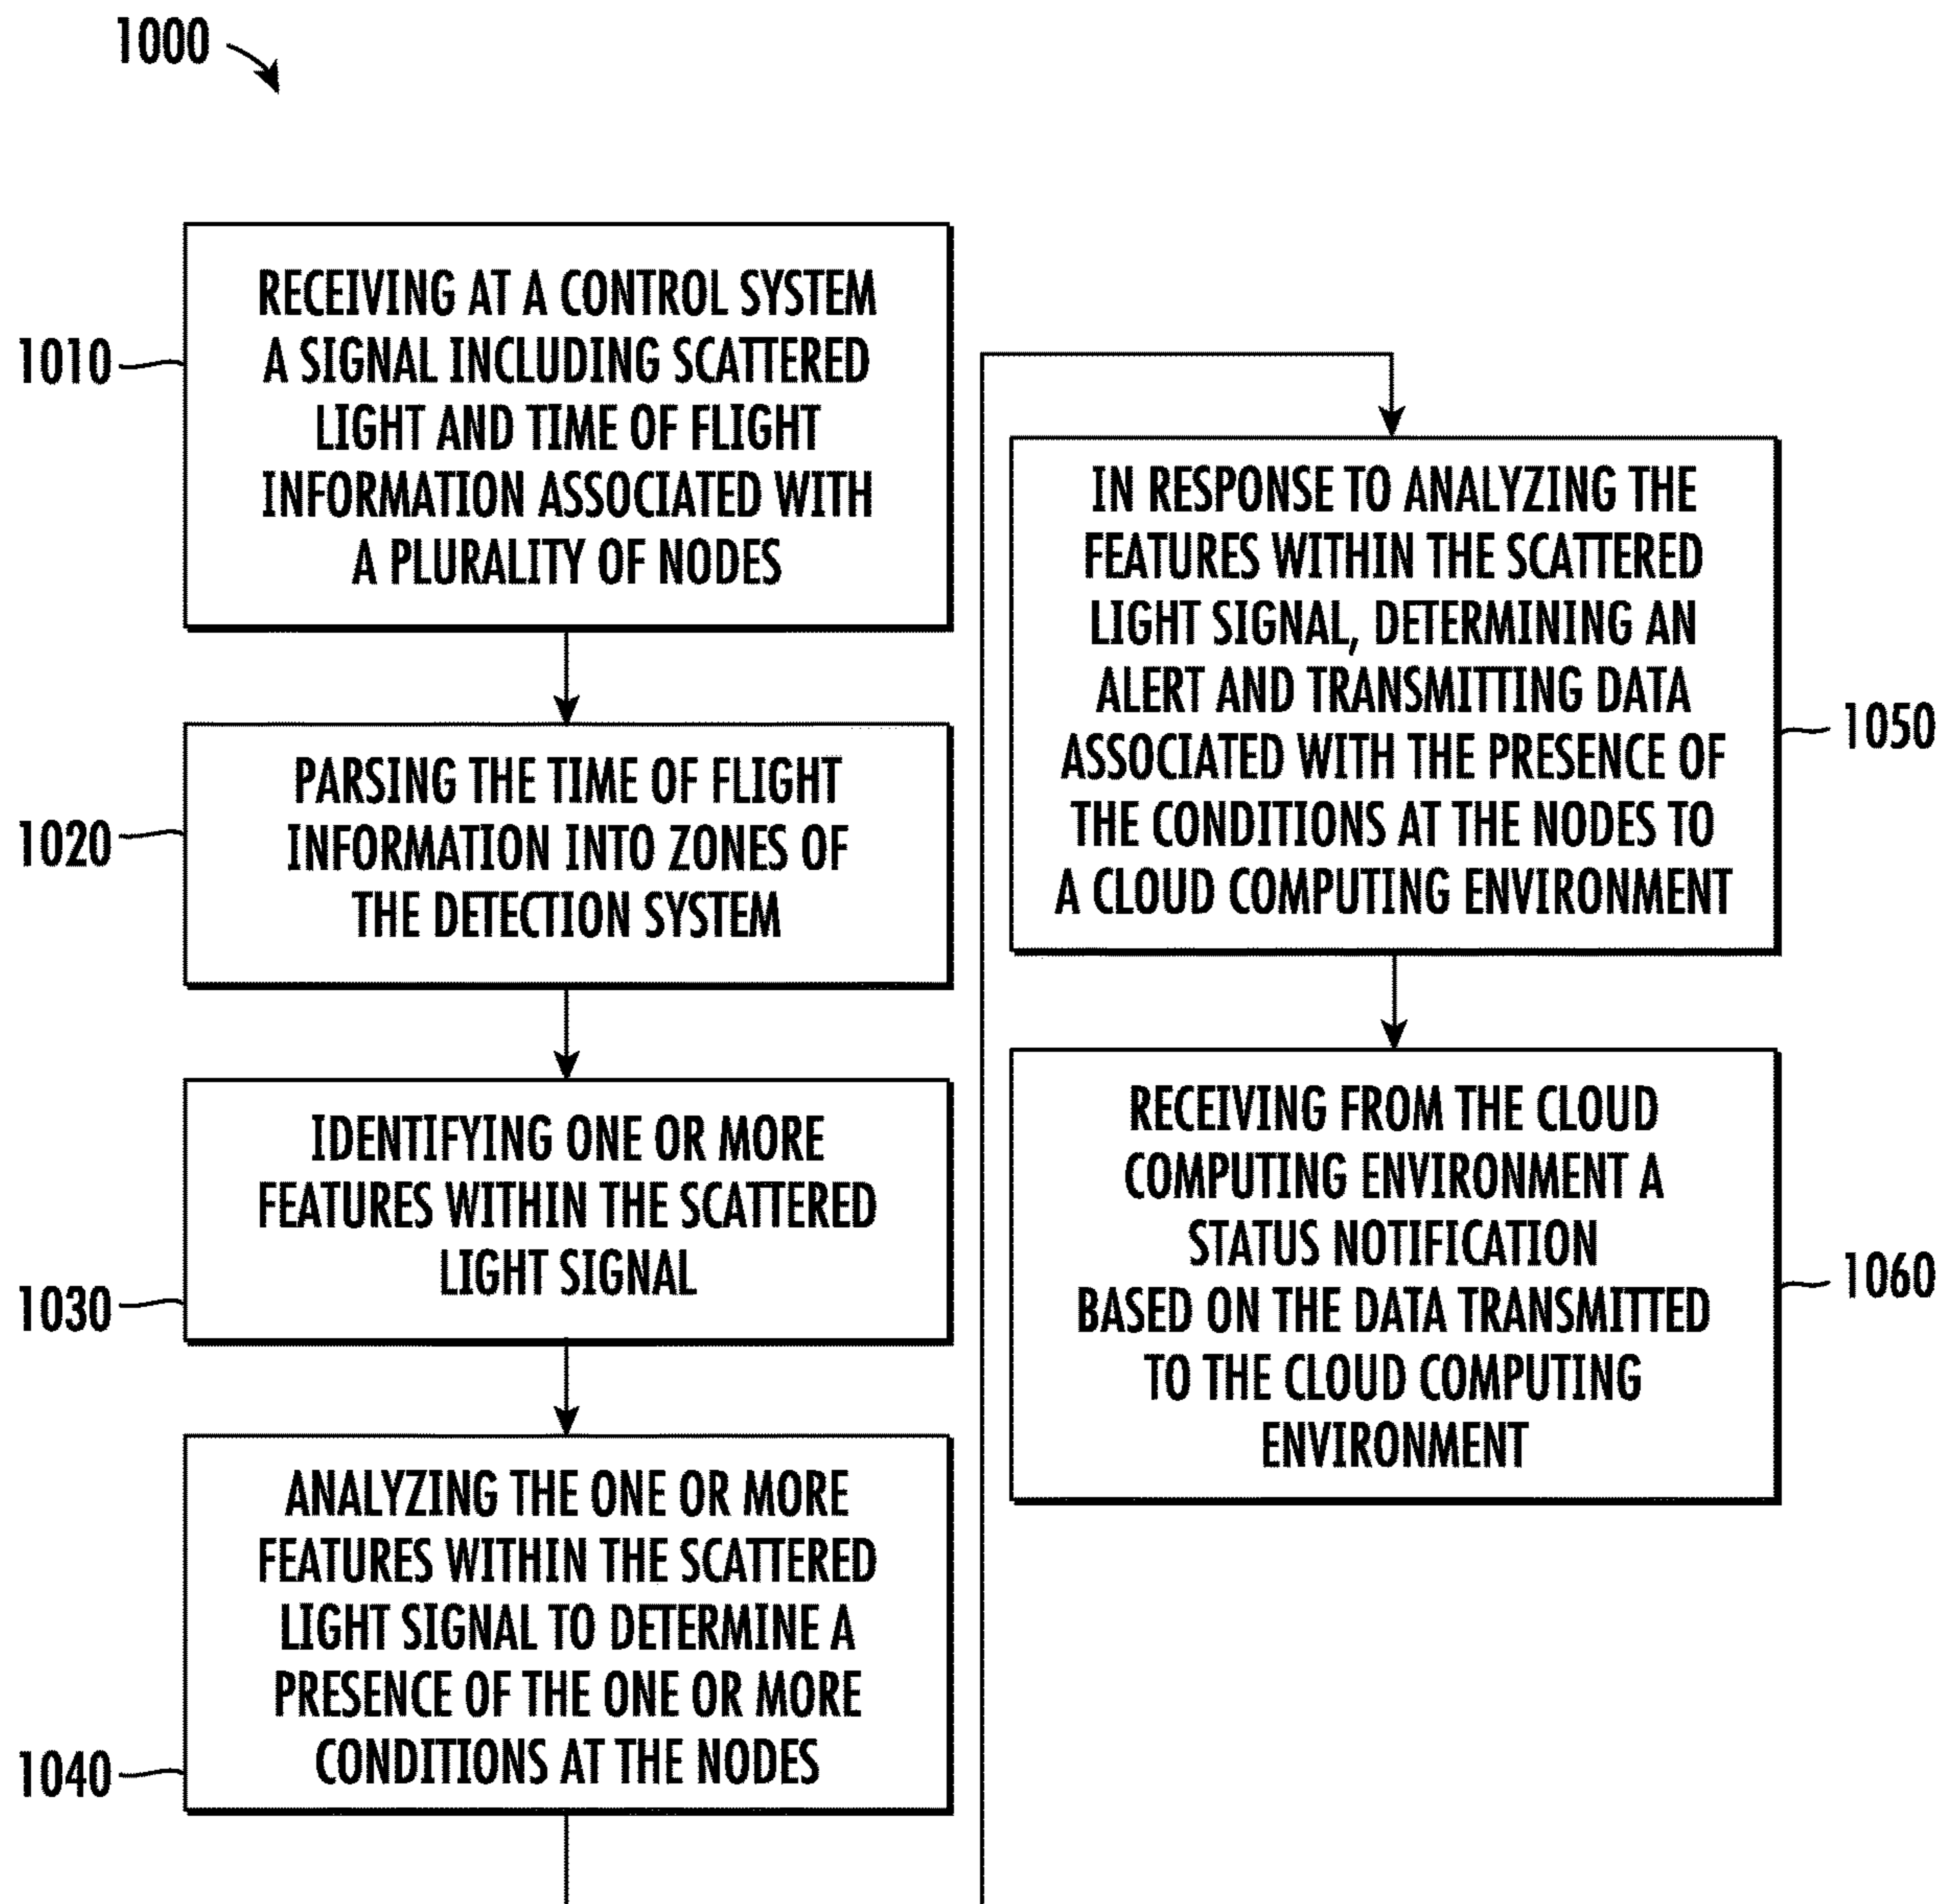 1000
1010
RECEIVING AT A CONTROL SYSTEM
A SIGNAL INCLUDING SCATTERED
LIGHT AND TIME OF FLIGHT
INFORMATION ASSOCIATED WITH
A PLURALITY OF NODES
1020
PARSING THE TIME OF FLIGHT
INFORMATION INTO ZONES OF
THE DETECTION SYSTEM
1030
IDENTIFYING ONE OR MORE
FEATURES WITHIN THE SCATTERED
LIGHT SIGNAL
1040
ANALYZING THE ONE OR MORE
FEATURES WITHIN THE SCATTERED
LIGHT SIGNAL TO DETERMINE A
PRESENCE OF THE ONE OR MORE
CONDITIONS AT THE NODES
IN RESPONSE TO ANALYZING THE
FEATURES WITHIN THE SCATTERED
LIGHT SIGNAL, DETERMINING AN
ALERT AND TRANSMITTING DATA
ASSOCIATED WITH THE PRESENCE OF
THE CONDITIONS AT THE NODES TO
A CLOUD COMPUTING ENVIRONMENT
1050
RECEIVING FROM THE CLOUD
COMPUTING ENVIRONMENT A
STATUS NOTIFICATION
BASED ON THE DATA TRANSMITTED
TO THE CLOUD COMPUTING
ENVIRONMENT
1060